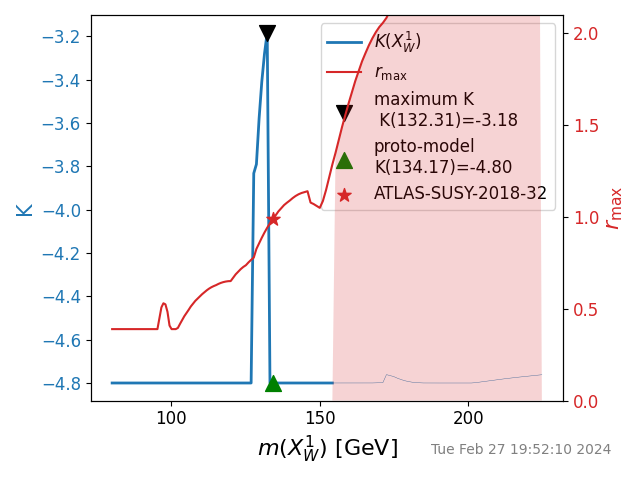 K(X_W^1)
r_max
maximum K
K(132.31)=-3.18
proto-model
K(134.17)=-4.80
ATLAS-SUSY-2018-32
−3.2
−3.4
−3.6
−3.8
−4.0
−4.2
−4.4
−4.6
−4.8
K
2.0
1.5
1.0
0.5
0.0
r_max
100
150
200
m(X_W^1) [GeV]
Tue Feb 27 19:52:10 2024